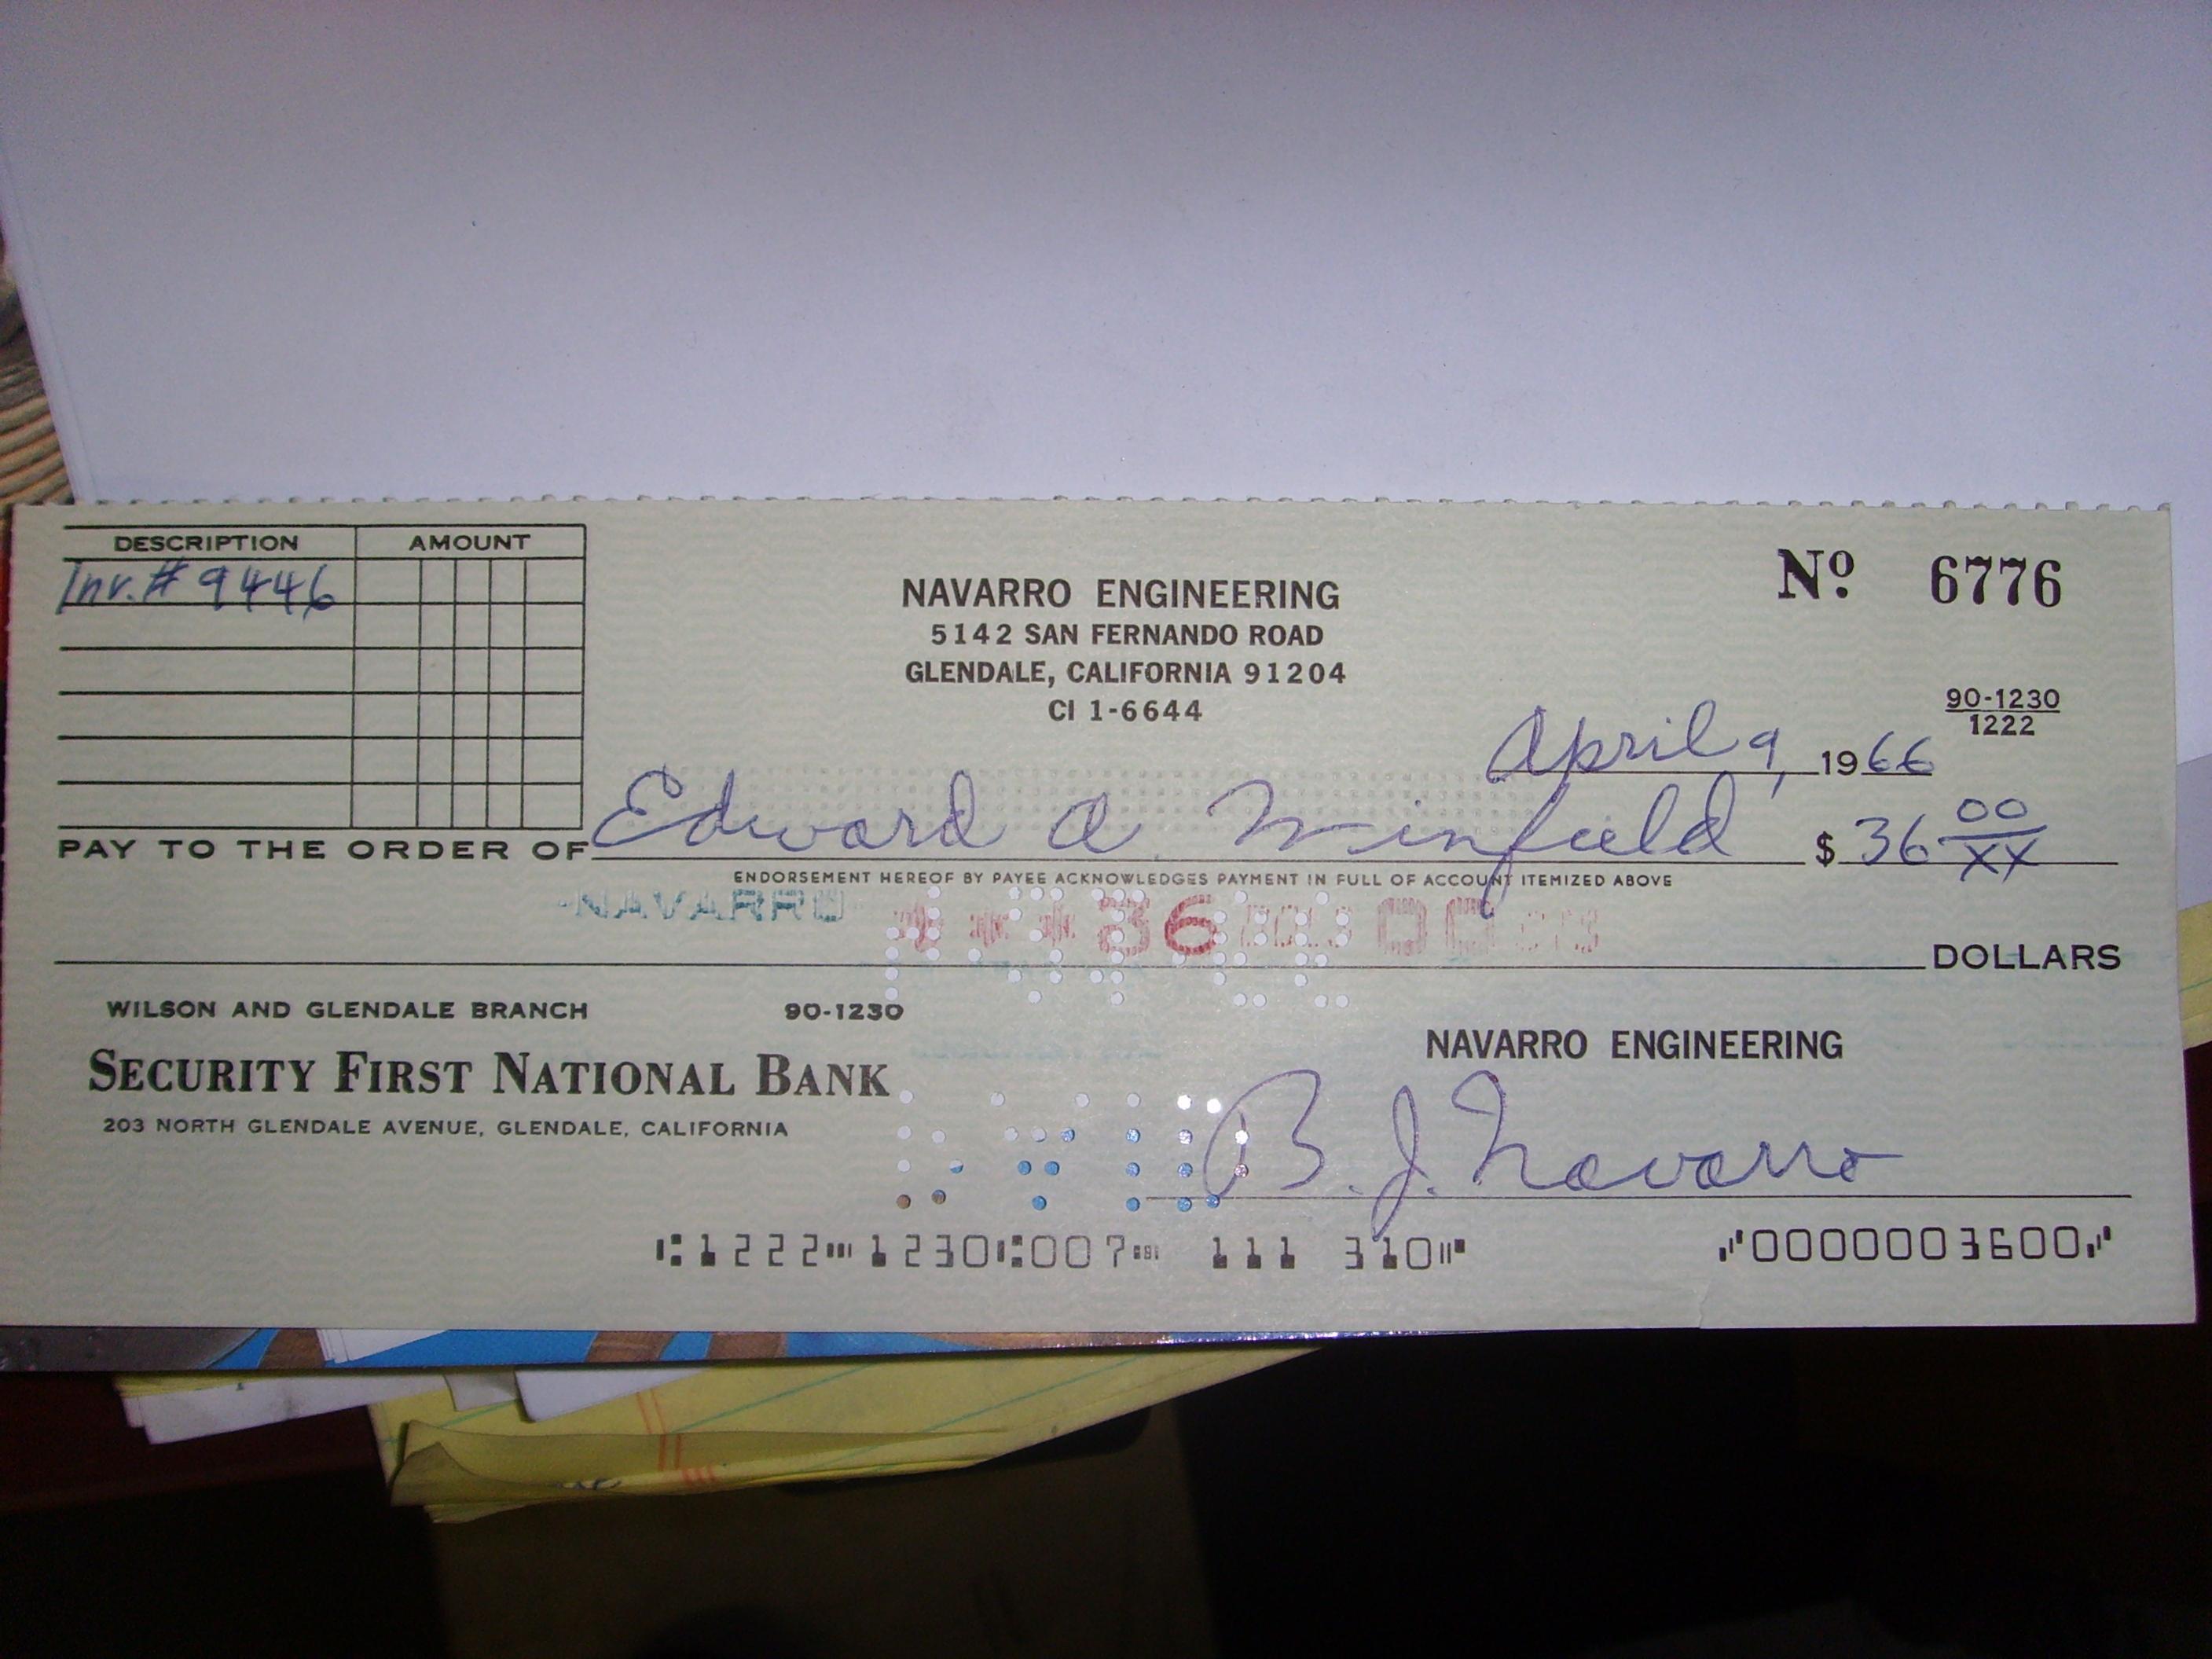 DESCRIPTION AMOUNT
Inv. # 9446
NAVARRO ENGINEERING
5142 SAN FERNANDO ROAD
GLENDALE, CALIFORNIA 91204
CI 1-6644
No. 6776
90-1230
1222
April 9, 1966
PAY TO THE ORDER OF Edward A. Winfield $ 36 00/XX
ENDORSEMENT HEREOF BY PAYEE ACKNOWLEDGES PAYMENT IN FULL OF ACCOUNT ITEMIZED ABOVE
NAVARRO 36 00
DOLLARS
WILSON AND GLENDALE BRANCH 90-1230
SECURITY FIRST NATIONAL BANK
203 NORTH GLENDALE AVENUE, GLENDALE, CALIFORNIA
NAVARRO ENGINEERING
B. J. Navarro
⑆1222⑉1230⑆007⑉ 111 310⑈ ⑇0000003600⑇